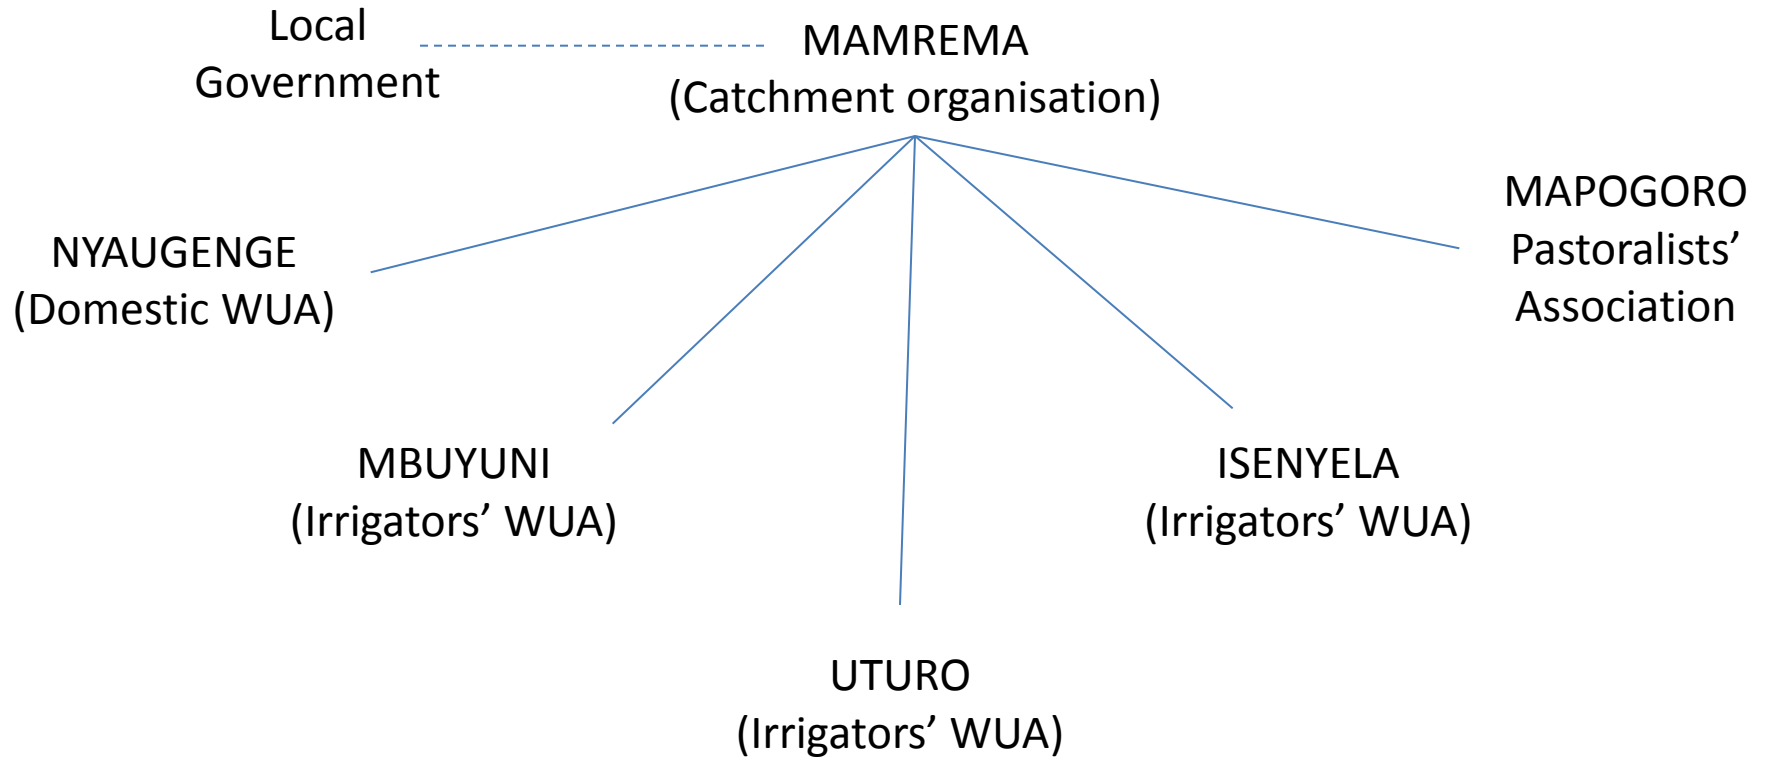 Local
Government
MAMREMA
(Catchment organisation)
NYAUGENGE
(Domestic WUA)
MAPOGORO
Pastoralists’
Association
MBUYUNI
(Irrigators’ WUA)
ISENYELA
(Irrigators’ WUA)
UTURO
(Irrigators’ WUA)